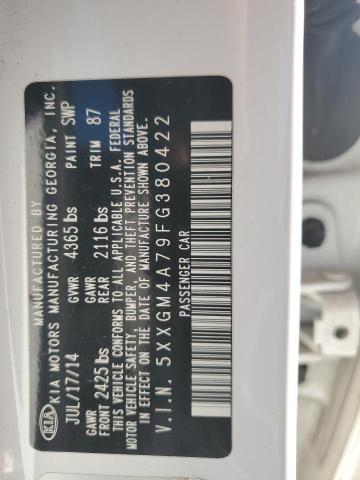 MANUFACTURED BY
KIA KIA MOTORS MANUFACTURING GEORGIA, INC.
JUL/17/14 GVWR 4365 lbs PAINT SWP
GAWR FRONT 2425 lbs GAWR REAR 2116 lbs TRIM 87
THIS VEHICLE CONFORMS TO ALL APPLICABLE U.S.A. FEDERAL
MOTOR VEHICLE SAFETY, BUMPER, AND THEFT PREVENTION STANDARDS
IN EFFECT ON THE DATE OF MANUFACTURE SHOWN ABOVE.
V.I.N. 5XXGM4A79FG380422
PASSENGER CAR